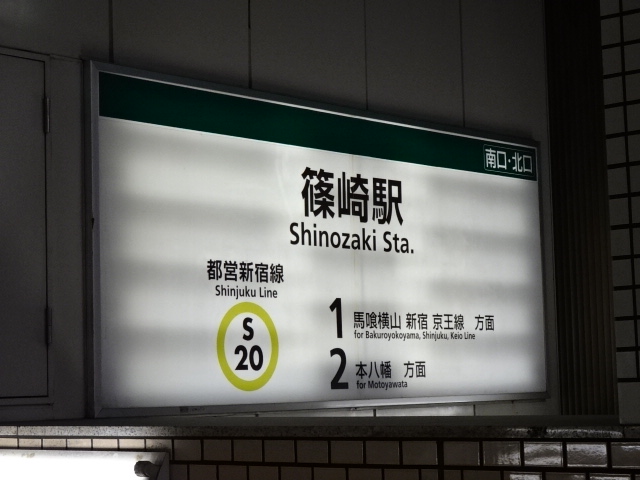 南口・北口
篠崎駅
Shinozaki Sta.
都営新宿線
Shinjuku Line
S
20
1 馬喰横山 新宿 京王線 方面
for Bakuroyokoyama, Shinjuku, Keio Line
2 本八幡 方面
for Motoyawata